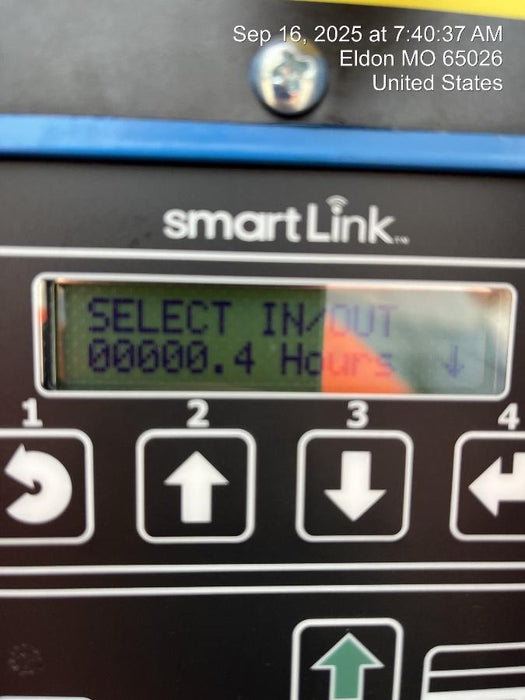 Sep 16, 2025 at 7:40:37 AM
Eldon MO 65026
United States
smartLink™
SELECT IN/OUT
00000.4 Hours ↓
1 2 3 4